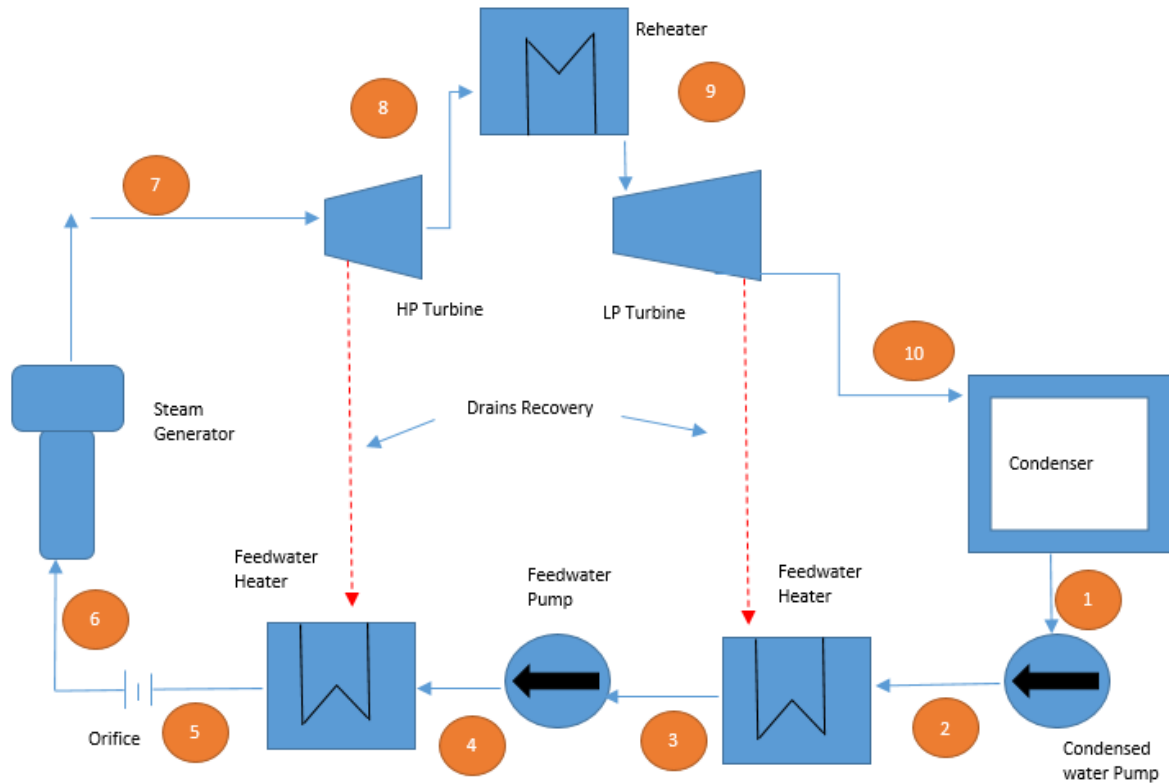 Reheater
8
9
7
HP Turbine
LP Turbine
10
Steam
Generator
Drains Recovery
Condenser
Feedwater
Heater
Feedwater
Pump
Feedwater
Heater
1
6
5
4
3
2
Orifice
Condensed
water Pump